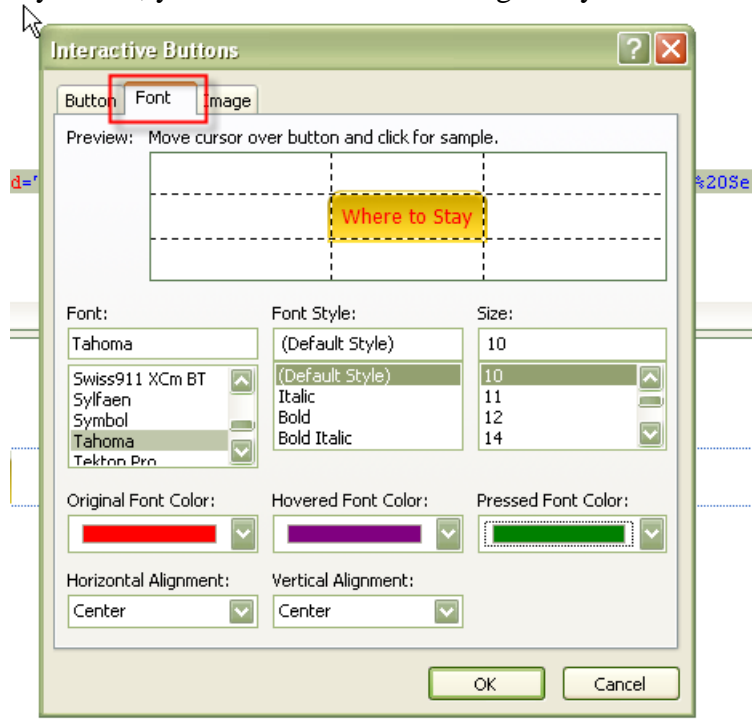 Interactive Buttons
Button Font Image
Preview: Move cursor over button and click for sample.
d="
%20Se
Where to Stay
Font: Font Style: Size:
Tahoma (Default Style) 10
Swiss911 XCm BT (Default Style) 10
Sylfaen Italic 11
Symbol Bold 12
Tahoma Bold Italic 14
Tekton Pro
Original Font Color: Hovered Font Color: Pressed Font Color:
Horizontal Alignment: Vertical Alignment:
Center Center
OK Cancel